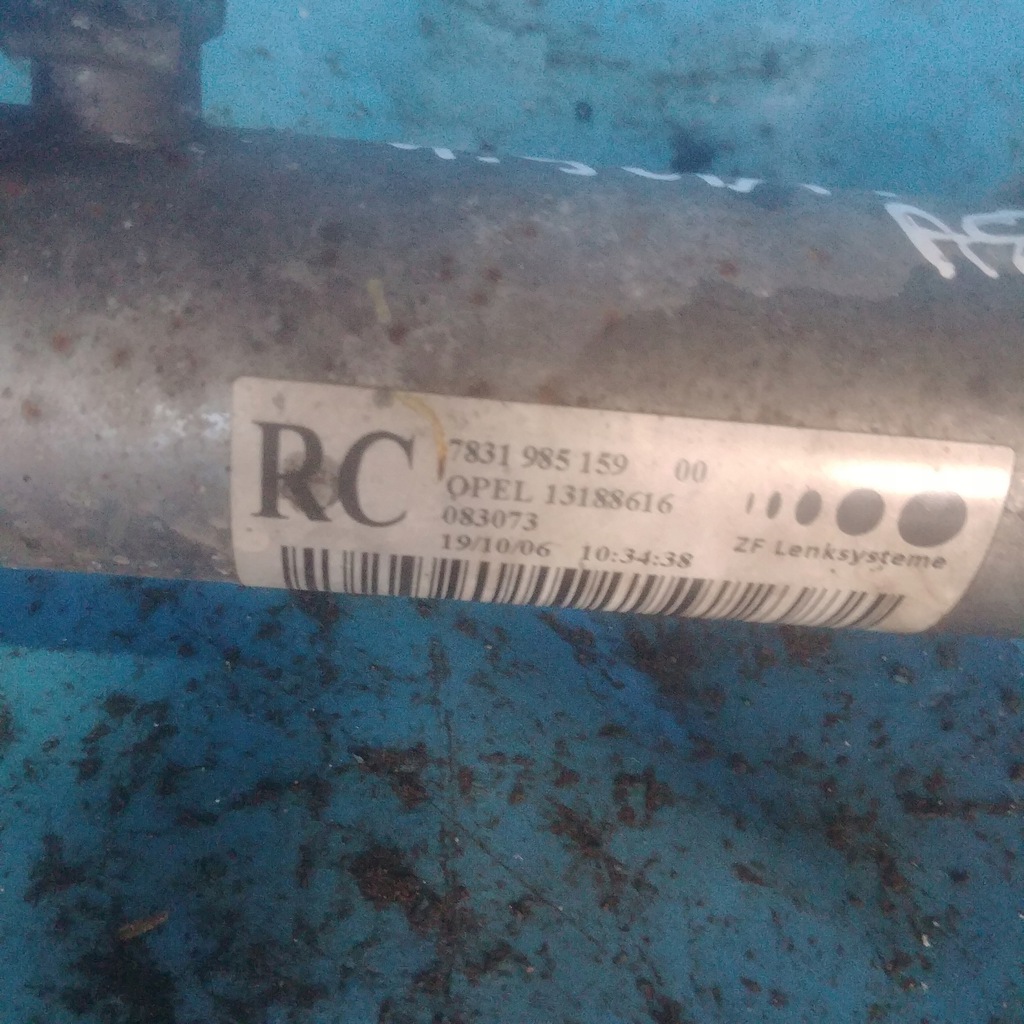 RC
7831 985 159 00
OPEL 13188616
083073
19/10/06 10:34:38
ZF Lenksysteme